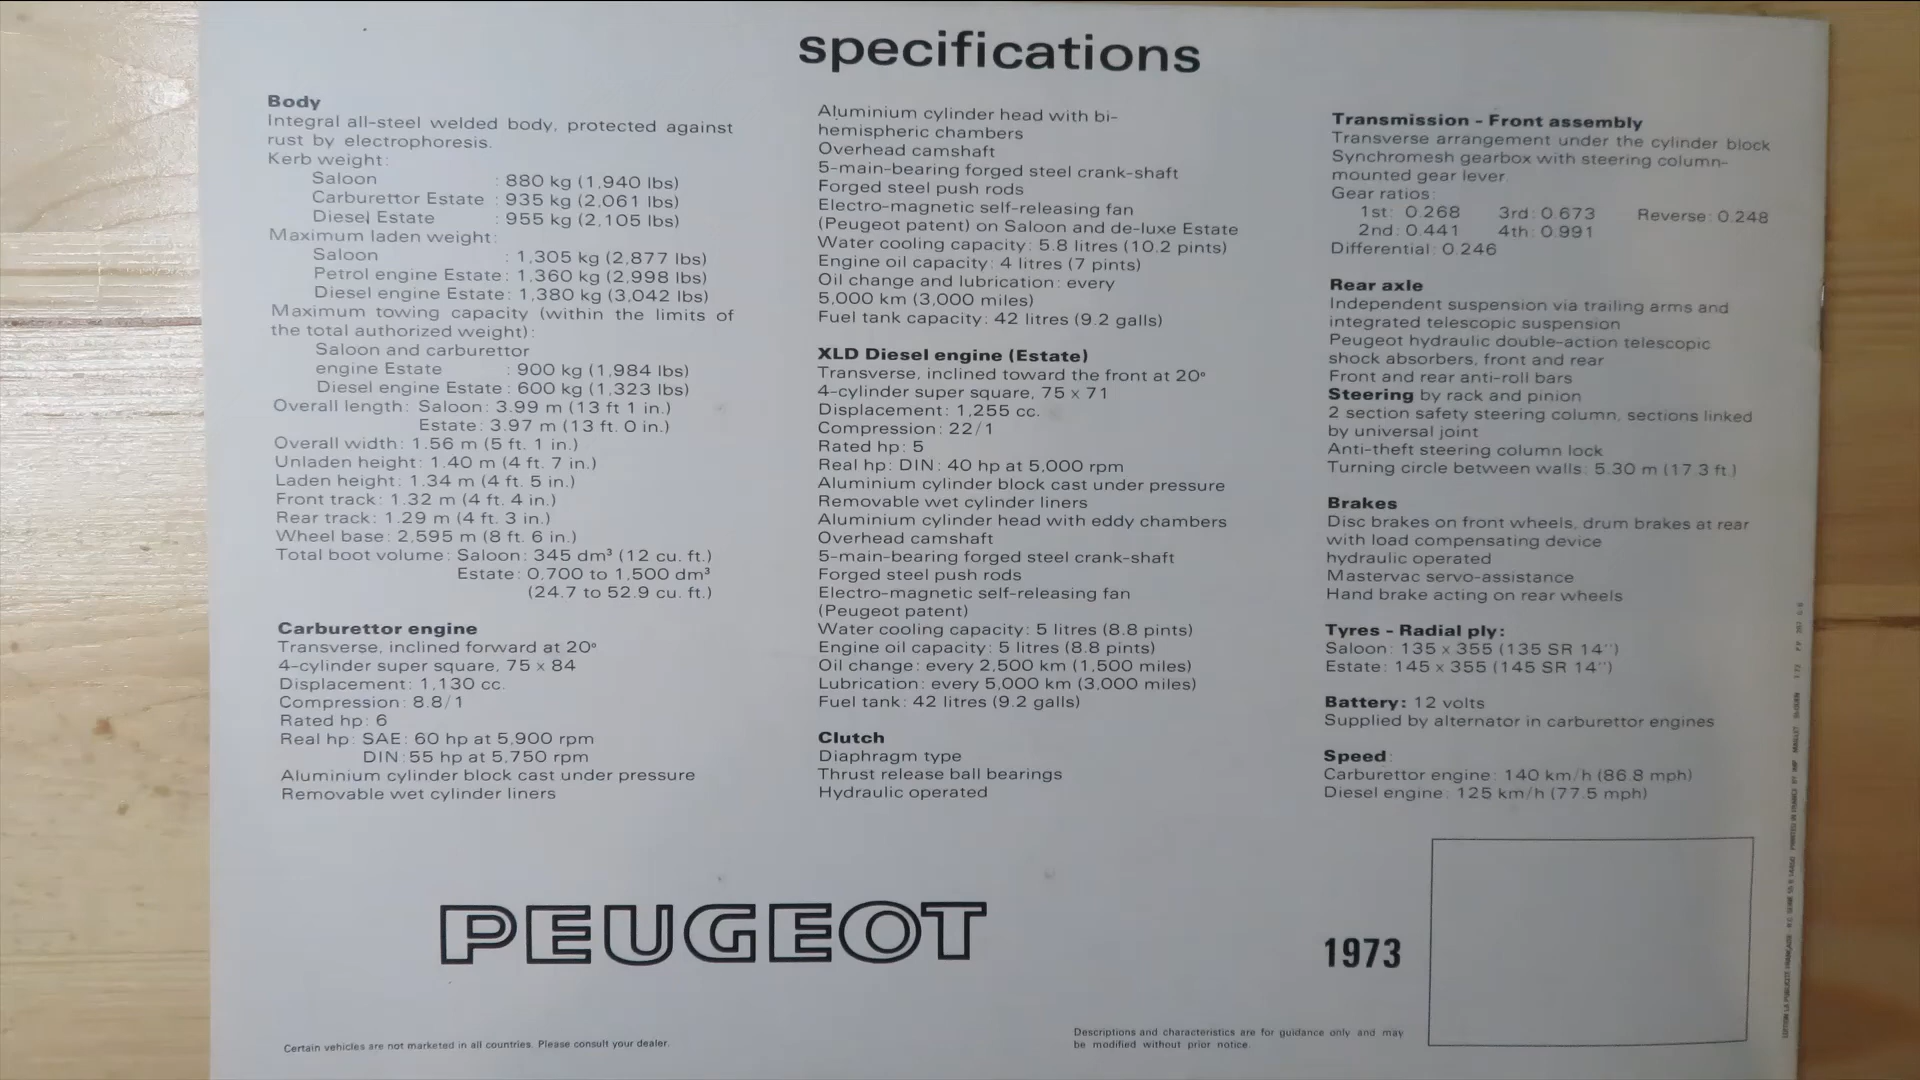 specifications
Body
Integral all-steel welded body, protected against
rust by electrophoresis.
Kerb weight:
Saloon : 880 kg (1,940 lbs)
Carburettor Estate : 935 kg (2,061 lbs)
Diesel Estate : 955 kg (2,105 lbs)
Maximum laden weight:
Saloon : 1,305 kg (2,877 lbs)
Petrol engine Estate: 1,360 kg (2,998 lbs)
Diesel engine Estate: 1,380 kg (3,042 lbs)
Maximum towing capacity (within the limits of
the total authorized weight):
Saloon and carburettor
engine Estate : 900 kg (1,984 lbs)
Diesel engine Estate : 600 kg (1,323 lbs)
Overall length: Saloon: 3.99 m (13 ft 1 in.)
Estate: 3.97 m (13 ft. 0 in.)
Overall width: 1.56 m (5 ft. 1 in.)
Unladen height: 1.40 m (4 ft. 7 in.)
Laden height: 1.34 m (4 ft. 5 in.)
Front track: 1.32 m (4 ft. 4 in.)
Rear track: 1.29 m (4 ft. 3 in.)
Wheel base: 2,595 m (8 ft. 6 in.)
Total boot volume: Saloon: 345 dm³ (12 cu. ft.)
Estate: 0,700 to 1,500 dm³
(24.7 to 52.9 cu. ft.)
Carburettor engine
Transverse, inclined forward at 20°
4-cylinder super square, 75 x 84
Displacement: 1,130 cc.
Compression: 8.8/1
Rated hp: 6
Real hp: SAE: 60 hp at 5,900 rpm
DIN: 55 hp at 5,750 rpm
Aluminium cylinder block cast under pressure
Removable wet cylinder liners
Aluminium cylinder head with bi-
hemispheric chambers
Overhead camshaft
5-main-bearing forged steel crank-shaft
Forged steel push rods
Electro-magnetic self-releasing fan
(Peugeot patent) on Saloon and de-luxe Estate
Water cooling capacity: 5.8 litres (10.2 pints)
Engine oil capacity: 4 litres (7 pints)
Oil change and lubrication: every
5,000 km (3,000 miles)
Fuel tank capacity: 42 litres (9.2 galls)
XLD Diesel engine (Estate)
Transverse, inclined toward the front at 20°
4-cylinder super square, 75 x 71
Displacement: 1,255 cc.
Compression: 22/1
Rated hp: 5
Real hp: DIN: 40 hp at 5,000 rpm
Aluminium cylinder block cast under pressure
Removable wet cylinder liners
Aluminium cylinder head with eddy chambers
Overhead camshaft
5-main-bearing forged steel crank-shaft
Forged steel push rods
Electro-magnetic self-releasing fan
(Peugeot patent)
Water cooling capacity: 5 litres (8.8 pints)
Engine oil capacity: 5 litres (8.8 pints)
Oil change: every 2,500 km (1,500 miles)
Lubrication: every 5,000 km (3,000 miles)
Fuel tank: 42 litres (9.2 galls)
Clutch
Diaphragm type
Thrust release ball bearings
Hydraulic operated
Transmission - Front assembly
Transverse arrangement under the cylinder block
Synchromesh gearbox with steering column-
mounted gear lever.
Gear ratios:
1st: 0.268 3rd: 0.673 Reverse: 0.248
2nd: 0.441 4th: 0.991
Differential: 0.246
Rear axle
Independent suspension via trailing arms and
integrated telescopic suspension
Peugeot hydraulic double-action telescopic
shock absorbers, front and rear
Front and rear anti-roll bars
Steering by rack and pinion
2 section safety steering column, sections linked
by universal joint
Anti-theft steering column lock
Turning circle between walls: 5.30 m (17.3 ft.)
Brakes
Disc brakes on front wheels, drum brakes at rear
with load compensating device
hydraulic operated
Mastervac servo-assistance
Hand brake acting on rear wheels
Tyres - Radial ply:
Saloon: 135 x 355 (135 SR 14'')
Estate: 145 x 355 (145 SR 14'')
Battery: 12 volts
Supplied by alternator in carburettor engines
Speed:
Carburettor engine: 140 km/h (86.8 mph)
Diesel engine: 125 km/h (77.5 mph)
PEUGEOT
1973
Certain vehicles are not marketed in all countries. Please consult your dealer.
Descriptions and characteristics are for guidance only and may
be modified without prior notice.